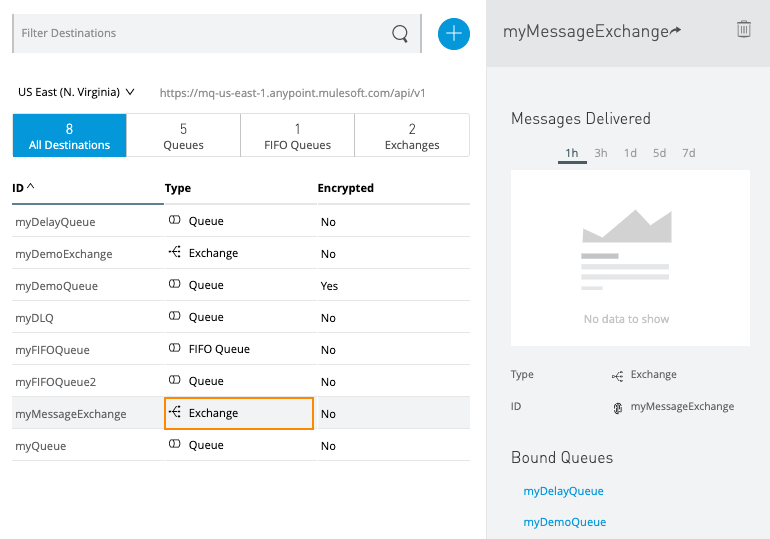 Filter Destinations
US East (N. Virginia) https://mq-us-east-1.anypoint.mulesoft.com/api/v1
8 5 1 2
All Destinations Queues FIFO Queues Exchanges
ID Type Encrypted
myDelayQueue Queue No
myDemoExchange Exchange No
myDemoQueue Queue Yes
myDLQ Queue No
myFIFOQueue FIFO Queue No
myFIFOQueue2 Queue No
myMessageExchange Exchange No
myQueue Queue No
myMessageExchange
Messages Delivered
1h 3h 1d 5d 7d
No data to show
Type Exchange
ID myMessageExchange
Bound Queues
myDelayQueue
myDemoQueue